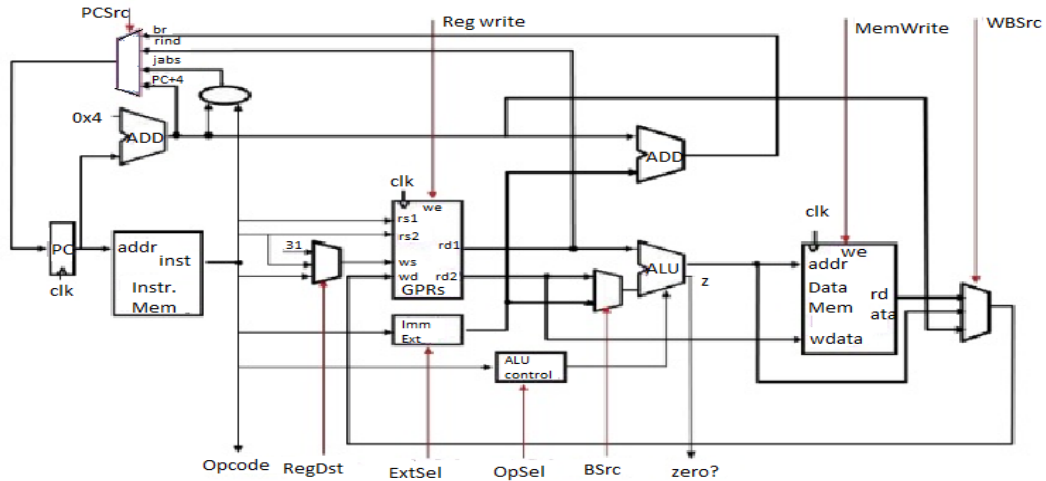 PCSrc
Reg write
MemWrite
WBSrc
br
rind
jabs
PC+4
0x4
ADD
ADD
clk
we
rs1
rs2
rd1
31
ws
wd
rd2
GPRs
PC
clk
addr
inst
Instr.
Mem
Imm
Ext
ALU
control
ALU
z
clk
we
addr
Data
Mem
rd
ata
wdata
Opcode
RegDst
ExtSel
OpSel
BSrc
zero?